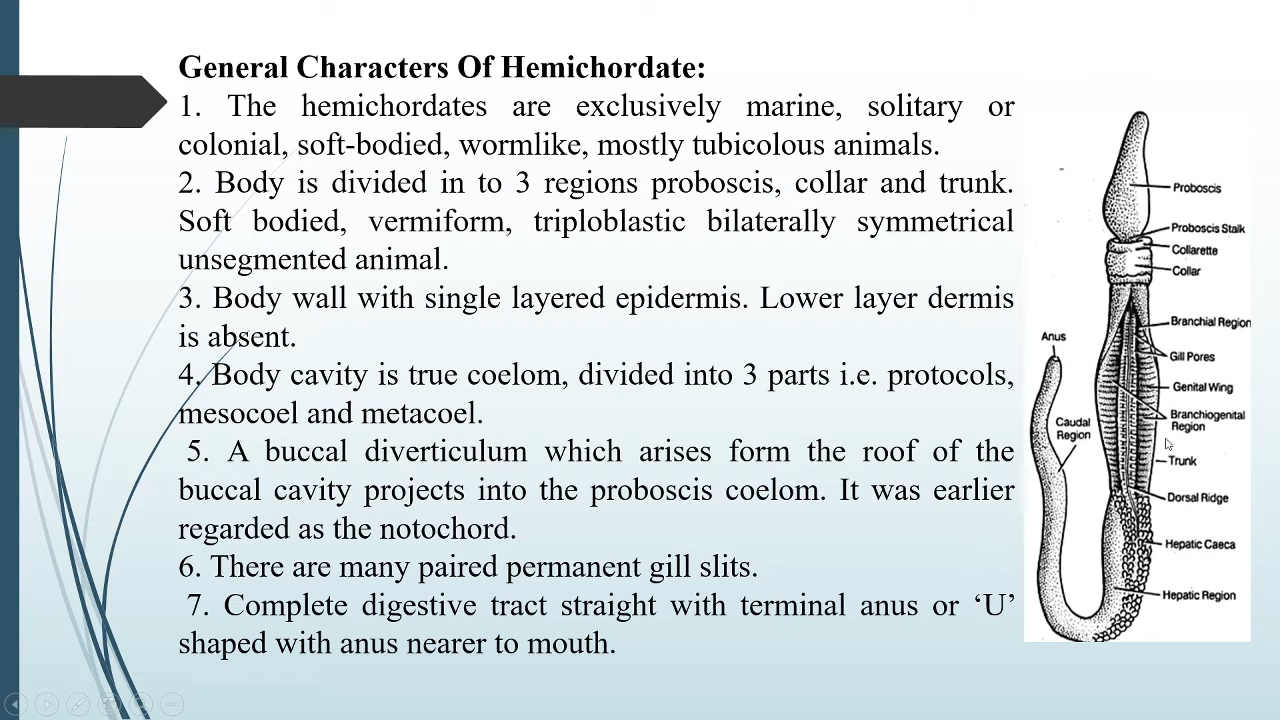 General Characters Of Hemichordate:
1. The hemichordates are exclusively marine, solitary or
colonial, soft-bodied, wormlike, mostly tubicolous animals.
2. Body is divided in to 3 regions proboscis, collar and trunk.
Soft bodied, vermiform, triploblastic bilaterally symmetrical
unsegmented animal.
3. Body wall with single layered epidermis. Lower layer dermis
is absent.
4. Body cavity is true coelom, divided into 3 parts i.e. protocols,
mesocoel and metacoel.
5. A buccal diverticulum which arises form the roof of the
buccal cavity projects into the proboscis coelom. It was earlier
regarded as the notochord.
6. There are many paired permanent gill slits.
7. Complete digestive tract straight with terminal anus or ‘U’
shaped with anus nearer to mouth.
Proboscis
Proboscis Stalk
Collarette
Collar
Branchial Region
Anus
Gill Pores
Genital Wing
Branchiogenital
Region
Caudal
Region
Trunk
Dorsal Ridge
Hepatic Caeca
Hepatic Region